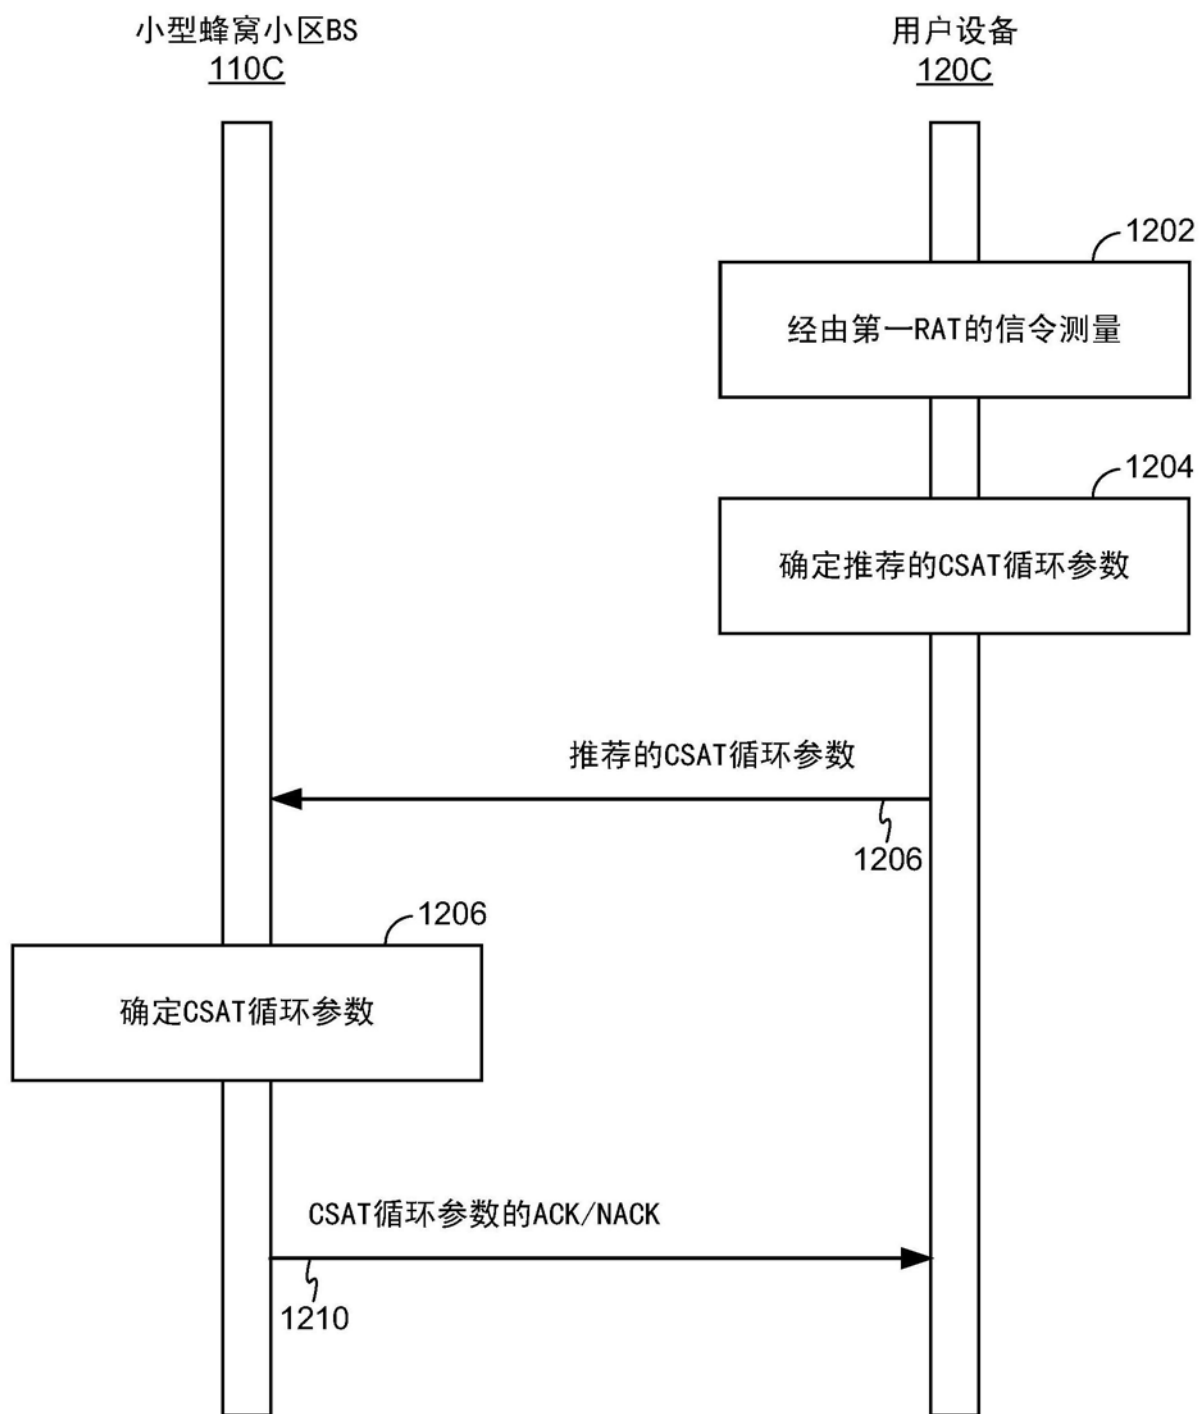 小型蜂窝小区BS
110C
用户设备
120C
1202
经由第一RAT的信令测量
1204
确定推荐的CSAT循环参数
推荐的CSAT循环参数
1206
1206
确定CSAT循环参数
CSAT循环参数的ACK/NACK
1210